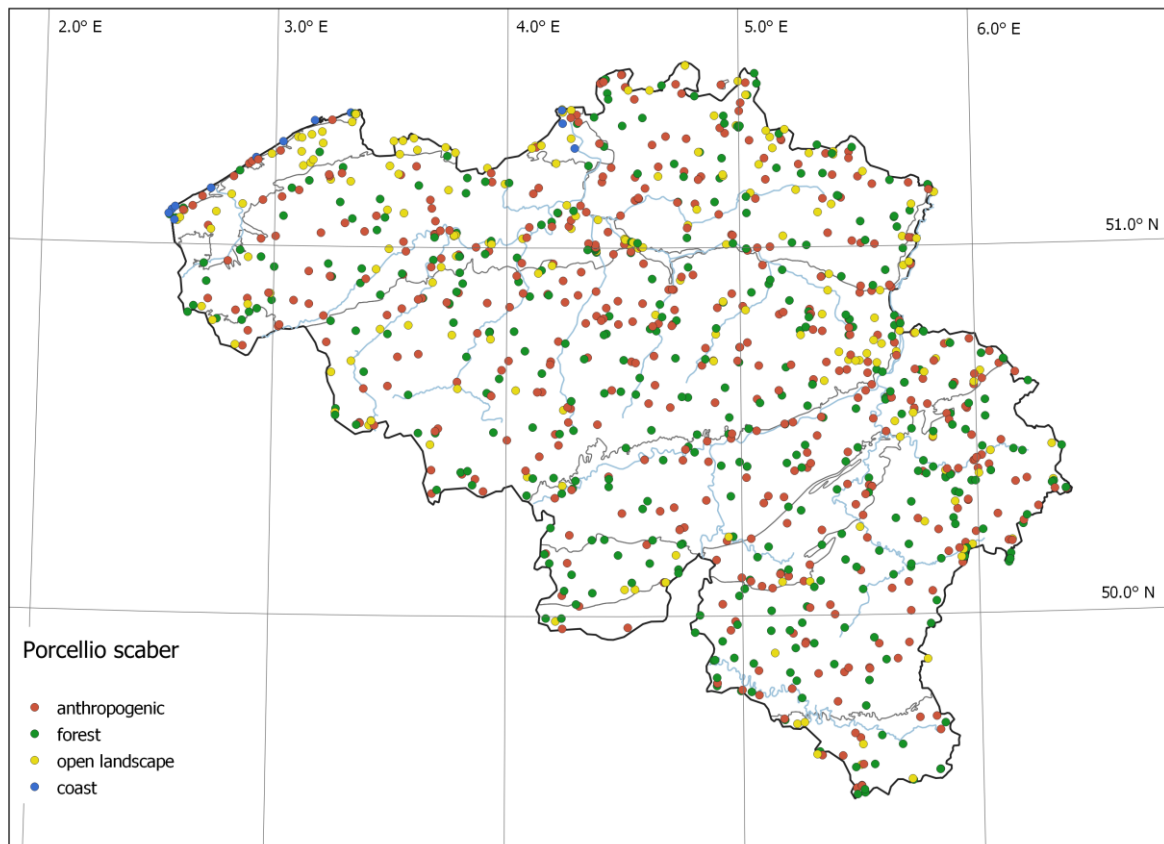 2.0° E
3.0° E
4.0° E
5.0° E
6.0° E
51.0° N
50.0° N
Porcellio scaber
anthropogenic
forest
open landscape
coast